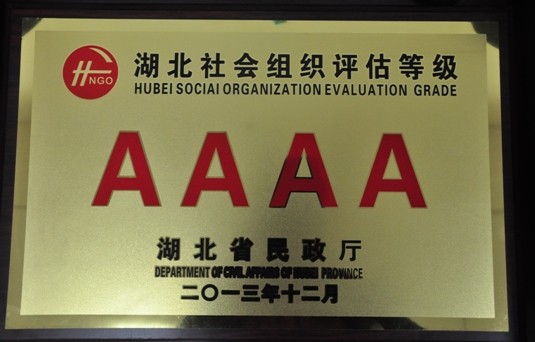 HNGO
湖北社会组织评估等级
HUBEI SOCIAI ORGANIZATION EVALUATION GRADE
AAAA
湖北省民政厅
DEPARTMENT OF CIVIL AFFAIRS OF HUBEI PROVINCE
二〇一三年十二月